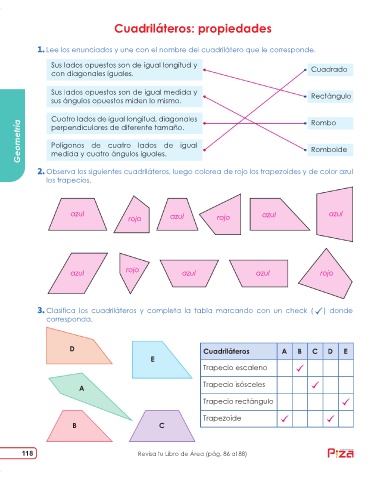 Cuadriláteros: propiedades
1. Lee los enunciados y une con el nombre del cuadrilátero que le corresponde.
Sus lados opuestos son de igual longitud y
con diagonales iguales.
Cuadrado
Sus lados opuestos son de igual medida y
sus ángulos opuestos miden lo mismo.
Rectángulo
Cuatro lados de igual longitud, diagonales
perpendiculares de diferente tamaño.
Rombo
Polígonos de cuatro lados de igual
medida y cuatro ángulos iguales.
Romboide
Geometría
2. Observa los siguientes cuadriláteros, luego colorea de rojo los trapezoides y de color azul
los trapecios.
azul rojo azul rojo azul azul
azul rojo azul azul rojo
3. Clasifica los cuadriláteros y completa la tabla marcando con un check (✓) donde
corresponda.
D
E
A
B
C
Cuadriláteros A B C D E
Trapecio escaleno ✓
Trapecio isósceles ✓
Trapecio rectángulo ✓
Trapezoide ✓ ✓
118
Revisa tu Libro de Área (pág. 86 al 88)
Pizza